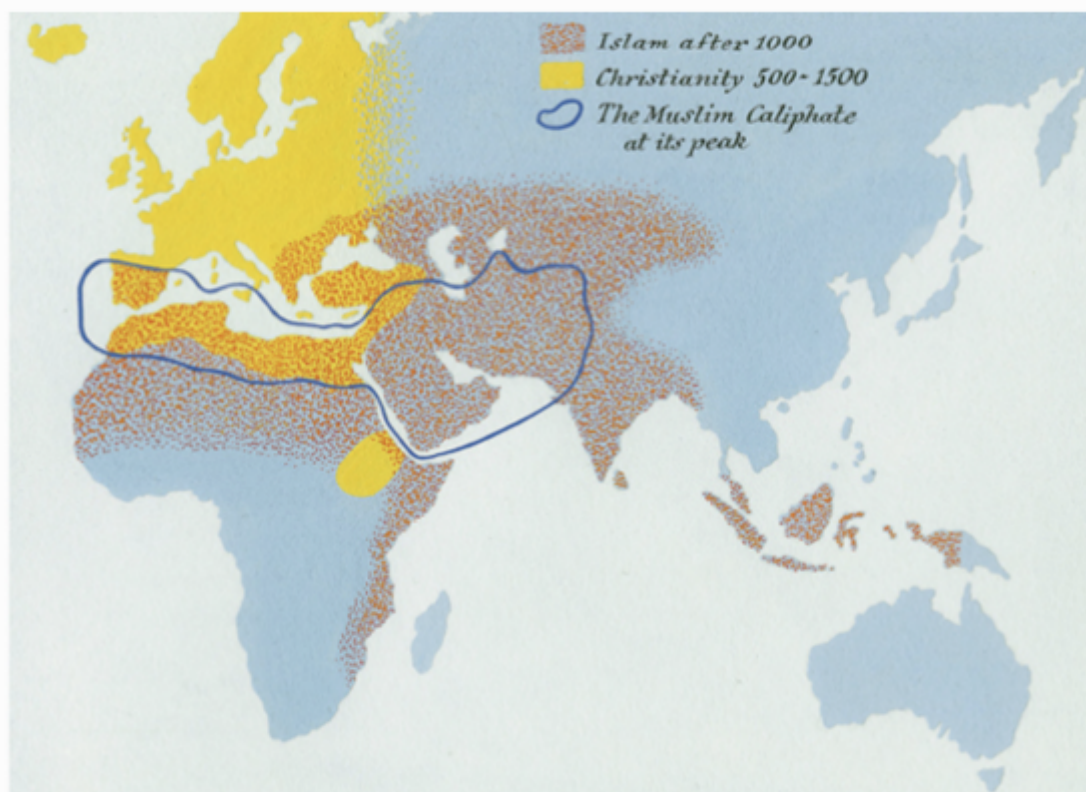 Islam after 1000
Christianity 500-1500
The Muslim Caliphate
at its peak